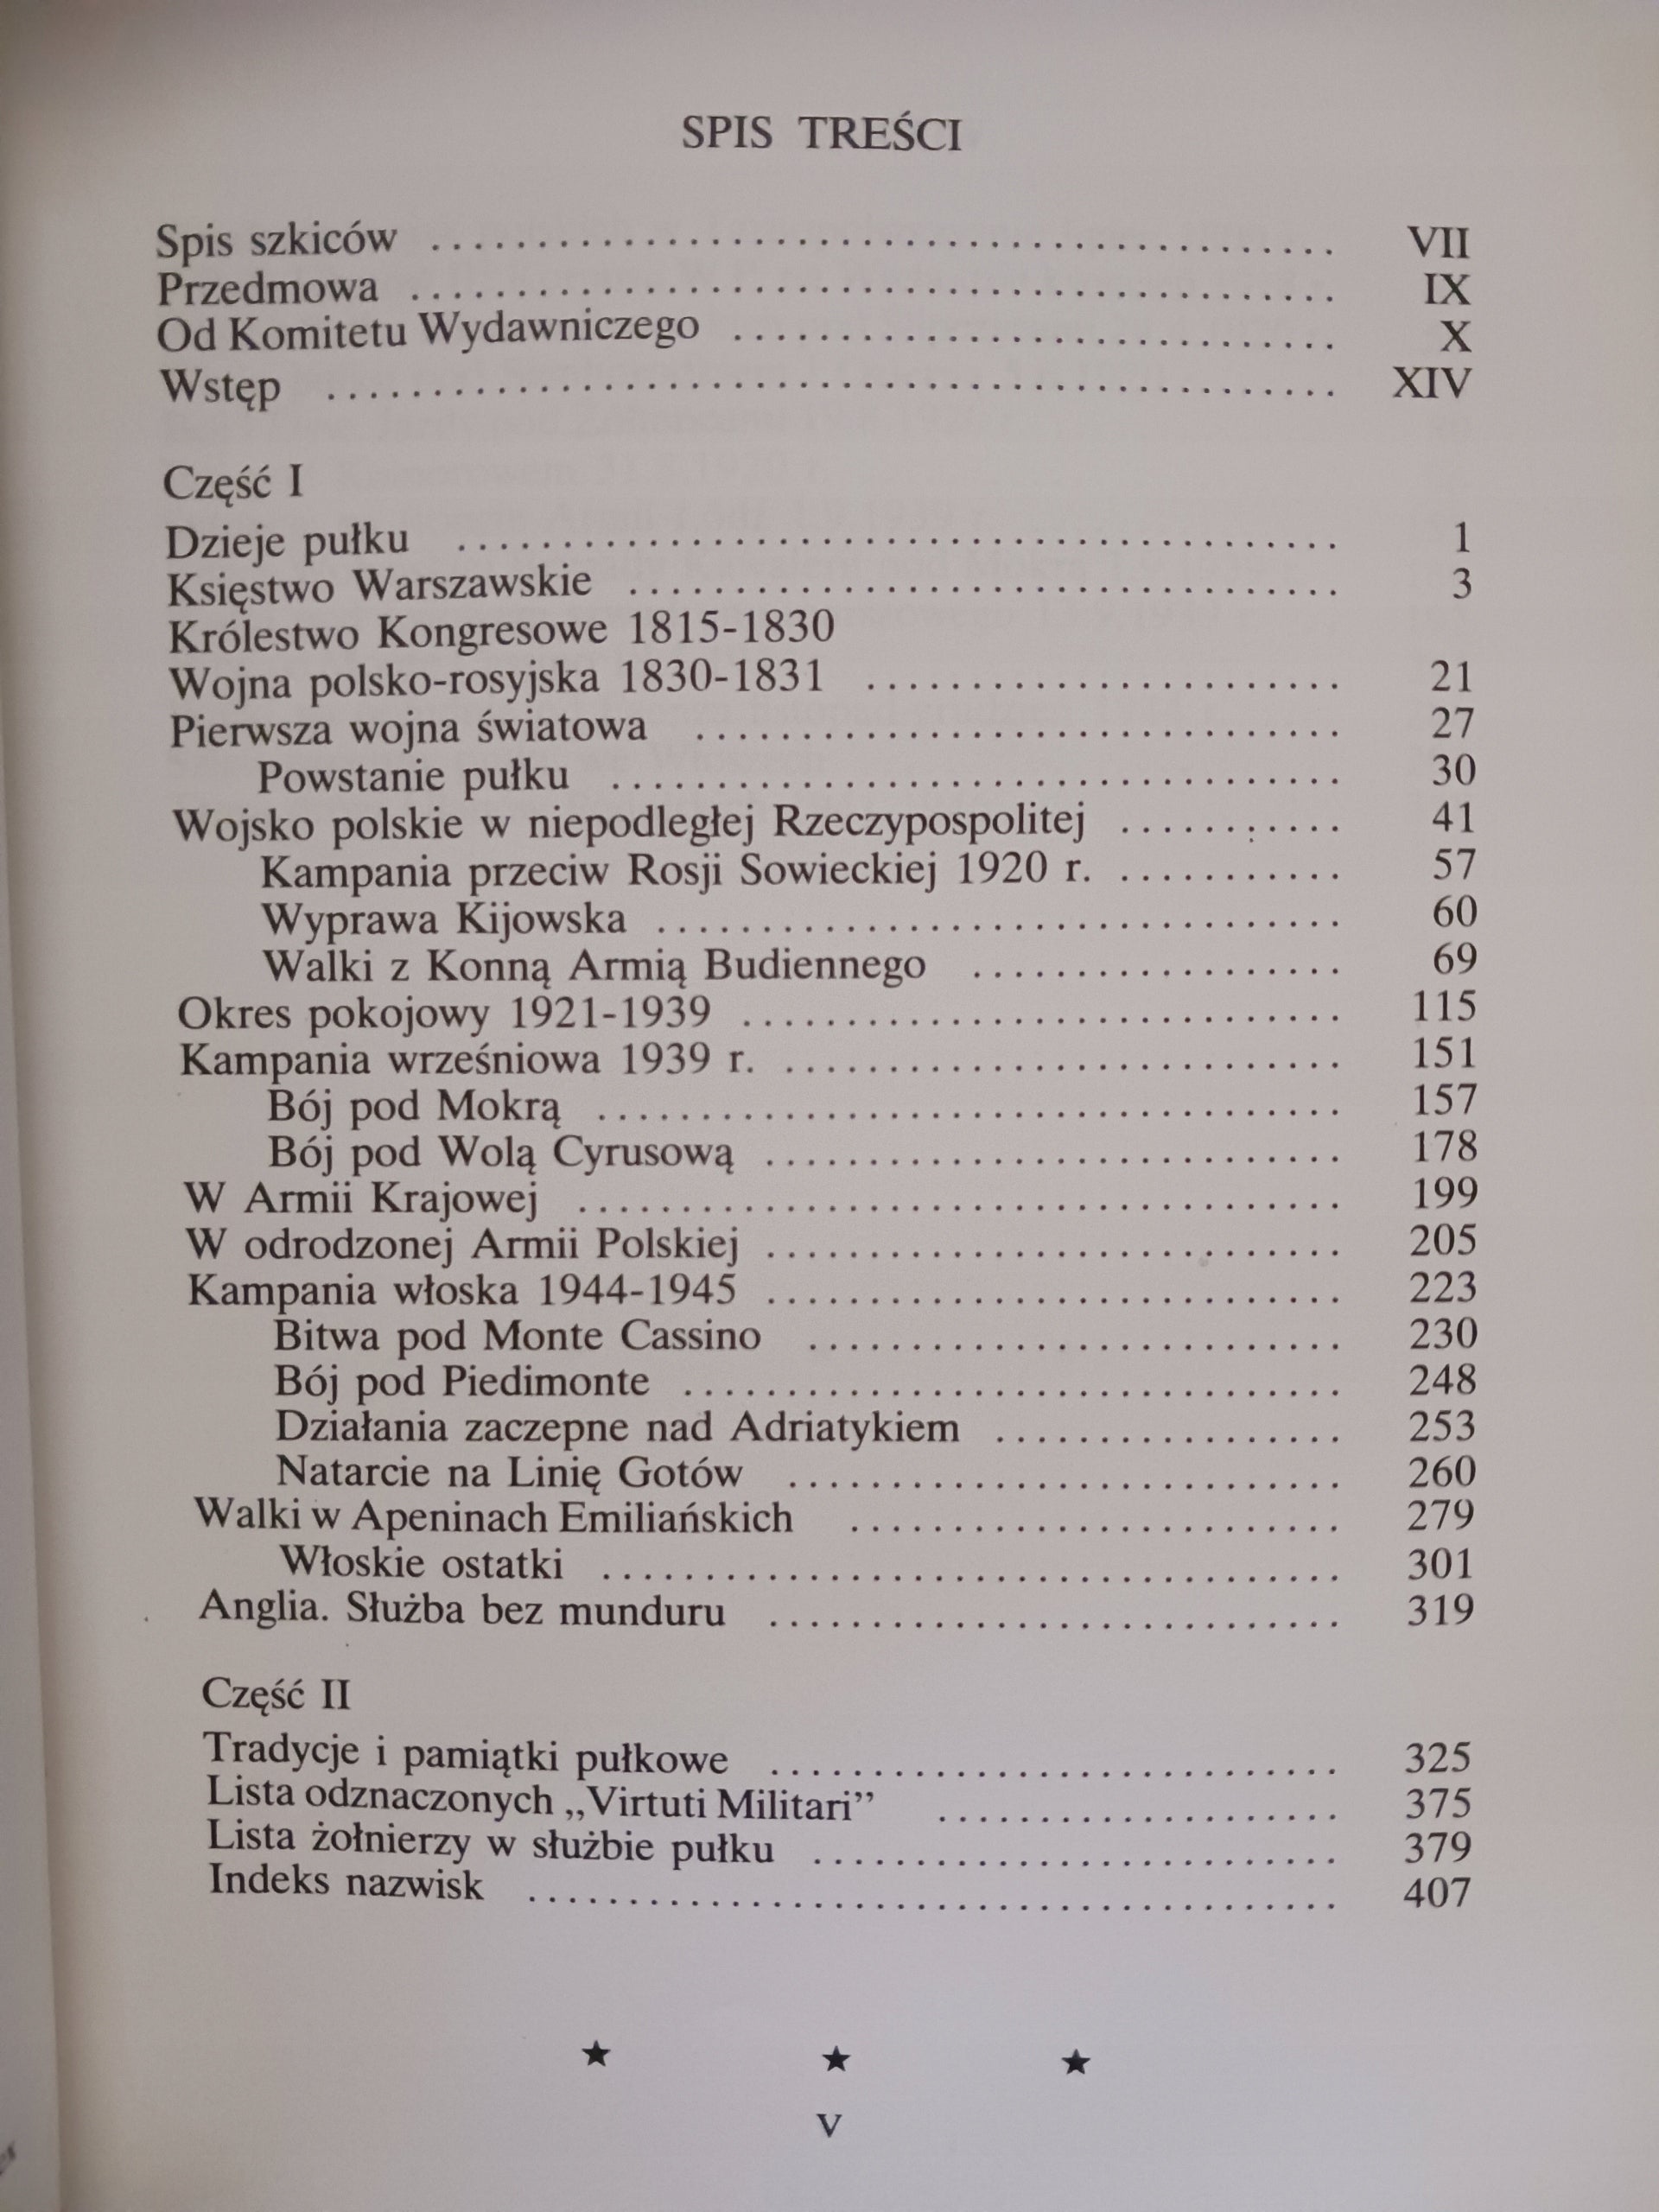 SPIS TREŚCI
Spis szkiców ........................................... VII
Przedmowa ............................................ IX
Od Komitetu Wydawniczego ............................. X
Wstęp ................................................ XIV
Część I
Dzieje pułku .......................................... 1
Księstwo Warszawskie .................................. 3
Królestwo Kongresowe 1815-1830
Wojna polsko-rosyjska 1830-1831 ....................... 21
Pierwsza wojna światowa ............................... 27
Powstanie pułku ................................... 30
Wojsko polskie w niepodległej Rzeczypospolitej ........... 41
Kampania przeciw Rosji Sowieckiej 1920 r. ........... 57
Wyprawa Kijowska ................................. 60
Walki z Konną Armią Budiennego .................. 69
Okres pokojowy 1921-1939 ............................. 115
Kampania wrześniowa 1939 r. ........................... 151
Bój pod Mokrą .................................... 157
Bój pod Wolą Cyrusową ............................ 178
W Armii Krajowej ..................................... 199
W odrodzonej Armii Polskiej ............................ 205
Kampania włoska 1944-1945 ............................ 223
Bitwa pod Monte Cassino .......................... 230
Bój pod Piedimonte ................................ 248
Działania zaczepne nad Adriatykiem ................. 253
Natarcie na Linię Gotów ........................... 260
Walki w Apeninach Emiliańskich ........................ 279
Włoskie ostatki .................................... 301
Anglia. Służba bez munduru ............................ 319
Część II
Tradycje i pamiątki pułkowe ............................ 325
Lista odznaczonych „Virtuti Militari” .................... 375
Lista żołnierzy w służbie pułku .......................... 379
Indeks nazwisk ........................................ 407
★ ★ ★
V